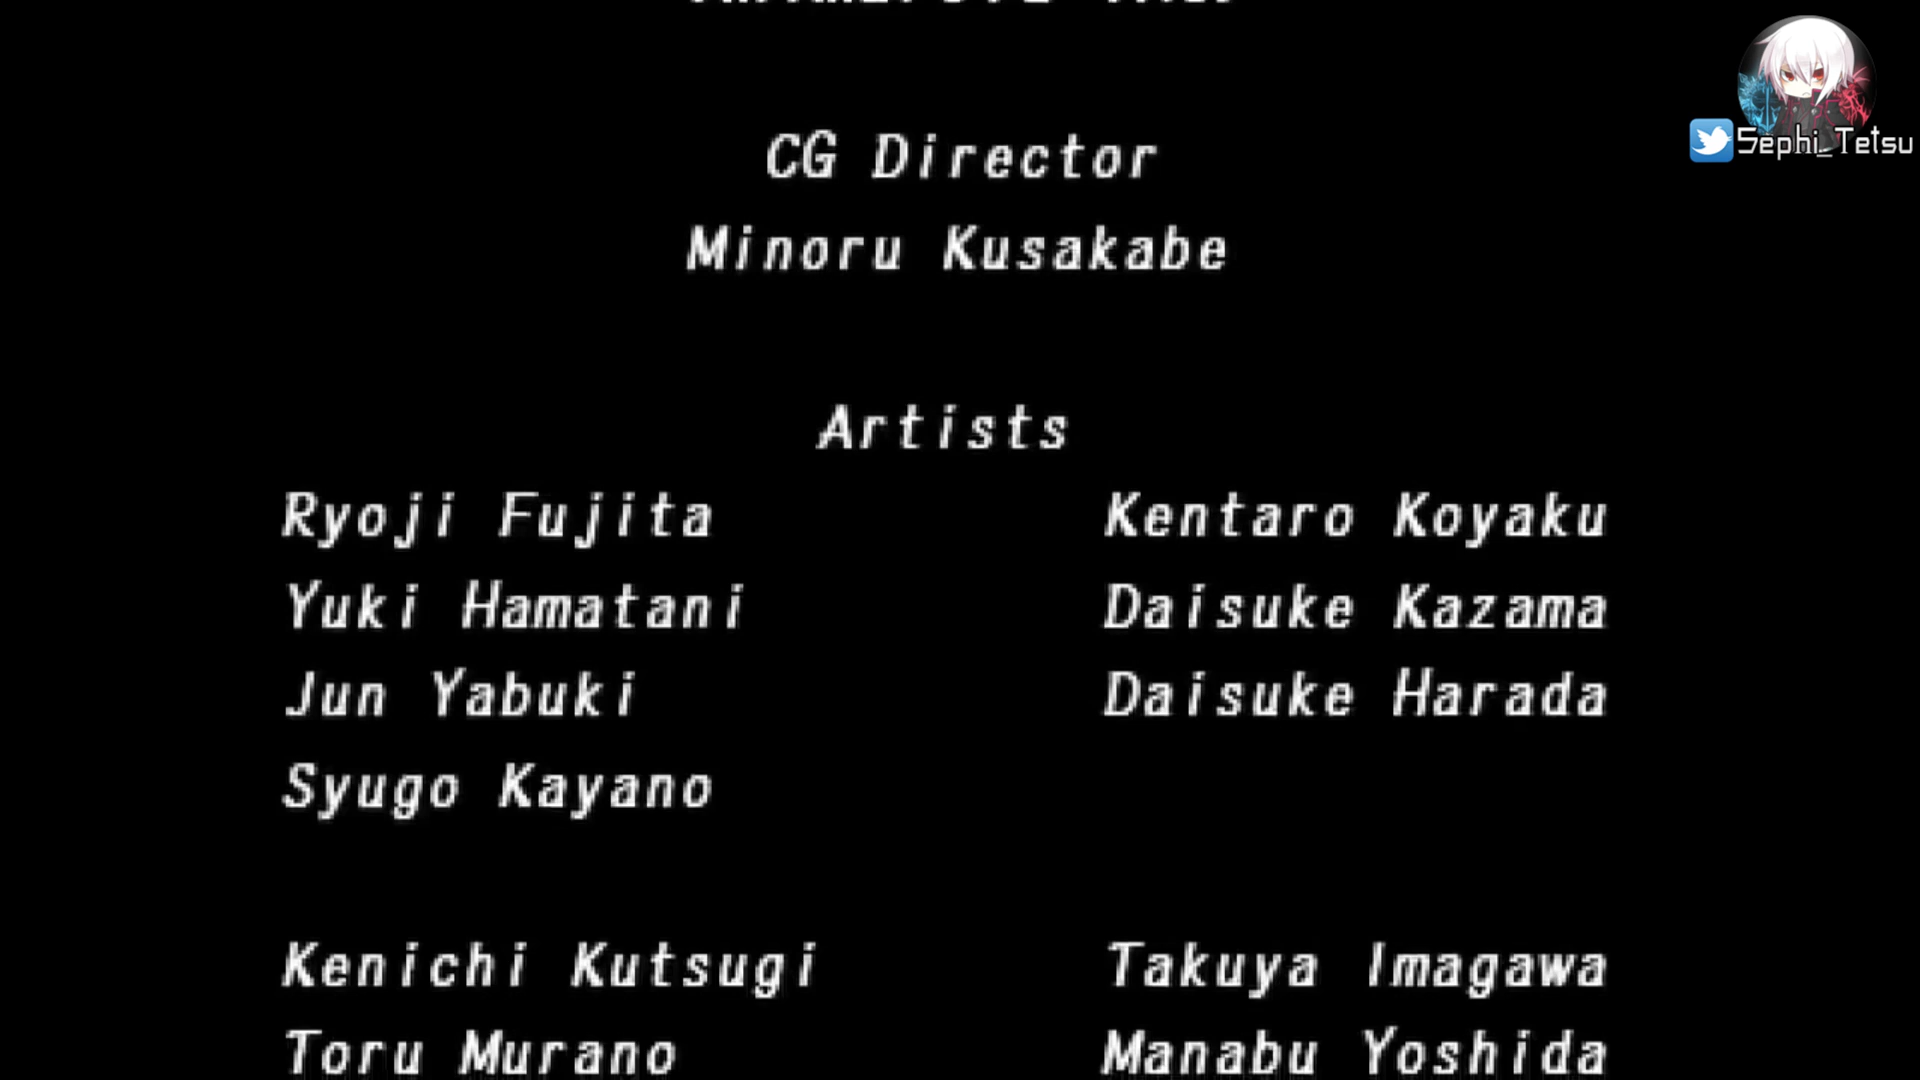 CG Director
Minoru Kusakabe
Artists
Ryoji Fujita Kentaro Koyaku
Yuki Hamatani Daisuke Kazama
Jun Yabuki Daisuke Harada
Syugo Kayano
Kenichi Kutsugi Takuya Imagawa
Toru Murano Manabu Yoshida
Sephi_Tetsu